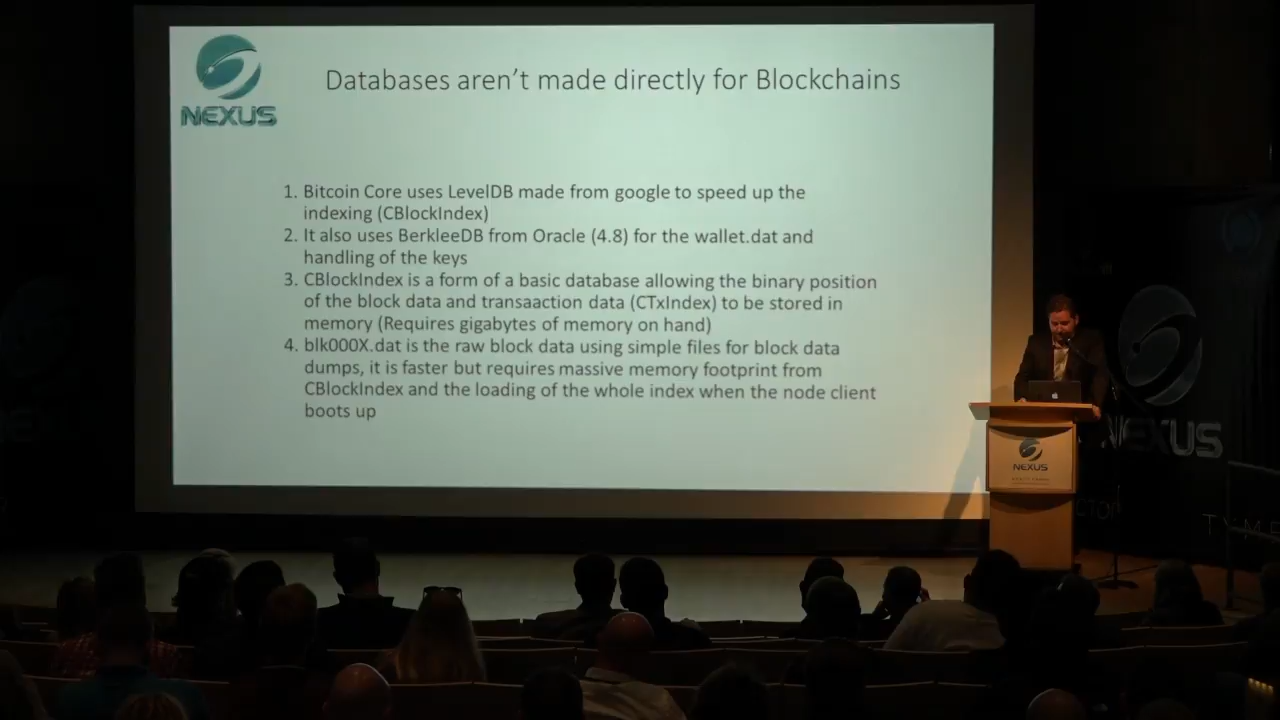 NEXUS
Databases aren't made directly for Blockchains
1. Bitcoin Core uses LevelDB made from google to speed up the
indexing (CBlockIndex)
2. It also uses BerkleeDB from Oracle (4.8) for the wallet.dat and
handling of the keys
3. CBlockIndex is a form of a basic database allowing the binary position
of the block data and transaaction data (CTxIndex) to be stored in
memory (Requires gigabytes of memory on hand)
4. blk000X.dat is the raw block data using simple files for block data
dumps, it is faster but requires massive memory footprint from
CBlockIndex and the loading of the whole index when the node client
boots up
NEXUS
NEXUS